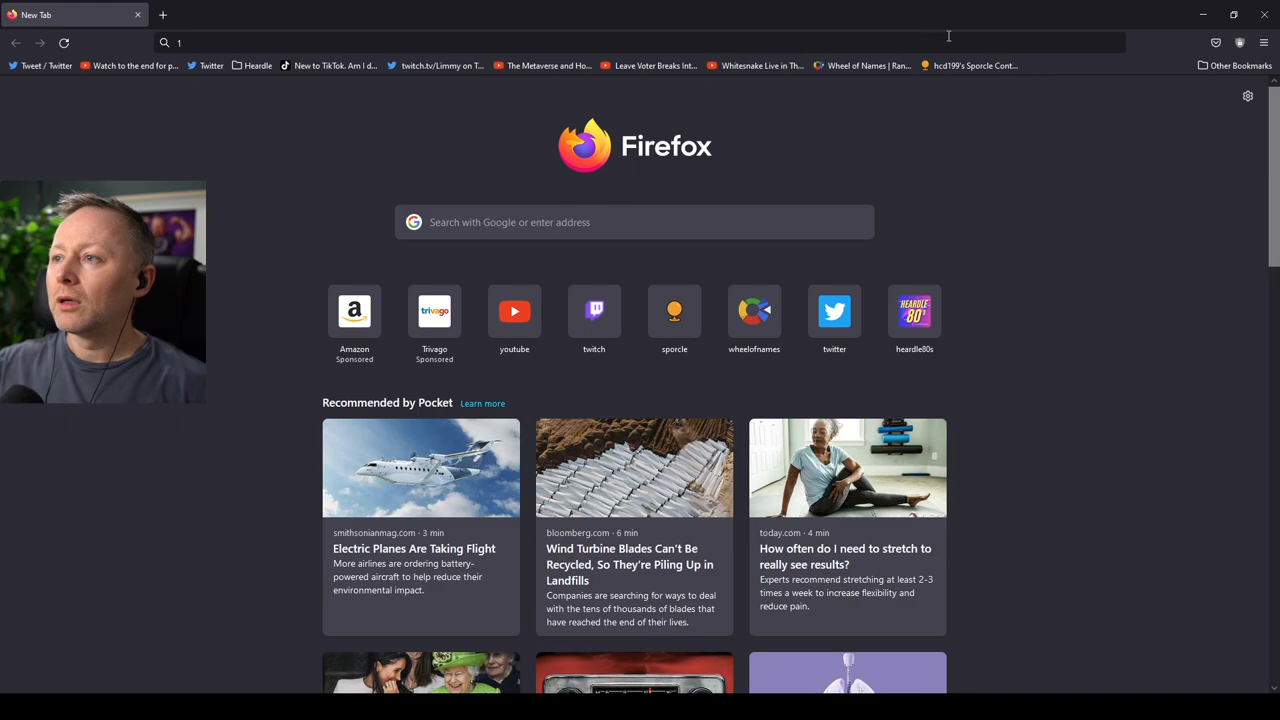 New Tab
1
Tweet / Twitter
Watch to the end for p...
Twitter
Heardle
New to TikTok. Am I d...
twitch.tv/Limmy on T...
The Metaverse and Ho...
Leave Voter Breaks Int...
Whitesnake Live in Th...
Wheel of Names | Ran...
hcd199's Sporcle Cont...
Other Bookmarks
Firefox
Search with Google or enter address
a
trivago
HEARDLE
80's
Amazon
Sponsored
Trivago
Sponsored
youtube
twitch
sporcle
wheelofnames
twitter
heardle80s
Recommended by Pocket Learn more
smithsonianmag.com · 3 min
Electric Planes Are Taking Flight
More airlines are ordering battery-
powered aircraft to help reduce their
environmental impact.
bloomberg.com · 6 min
Wind Turbine Blades Can't Be
Recycled, So They're Piling Up in
Landfills
Companies are searching for ways to deal
with the tens of thousands of blades that
have reached the end of their lives.
today.com · 4 min
How often do I need to stretch to
really see results?
Experts recommend stretching at least 2-3
times a week to increase flexibility and
reduce pain.